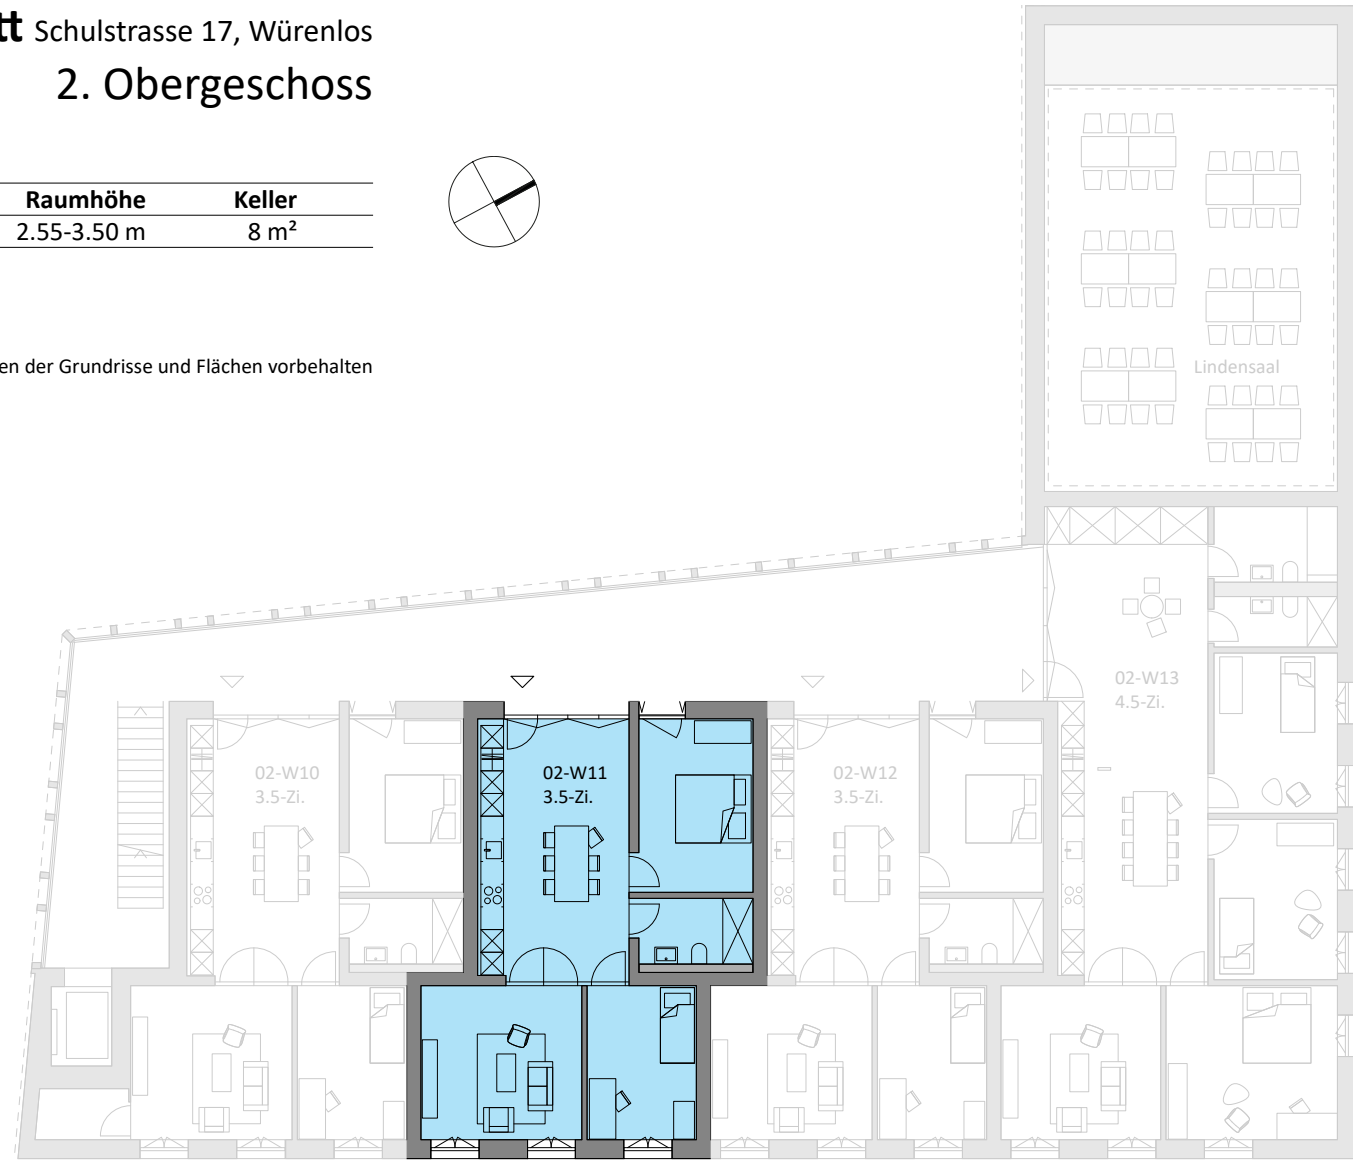 tt Schulstrasse 17, Würenlos
2. Obergeschoss
Raumhöhe Keller
2.55-3.50 m 8 m²
en der Grundrisse und Flächen vorbehalten
Lindensaal
02-W13
4.5-Zi.
02-W10
3.5-Zi.
02-W11
3.5-Zi.
02-W12
3.5-Zi.